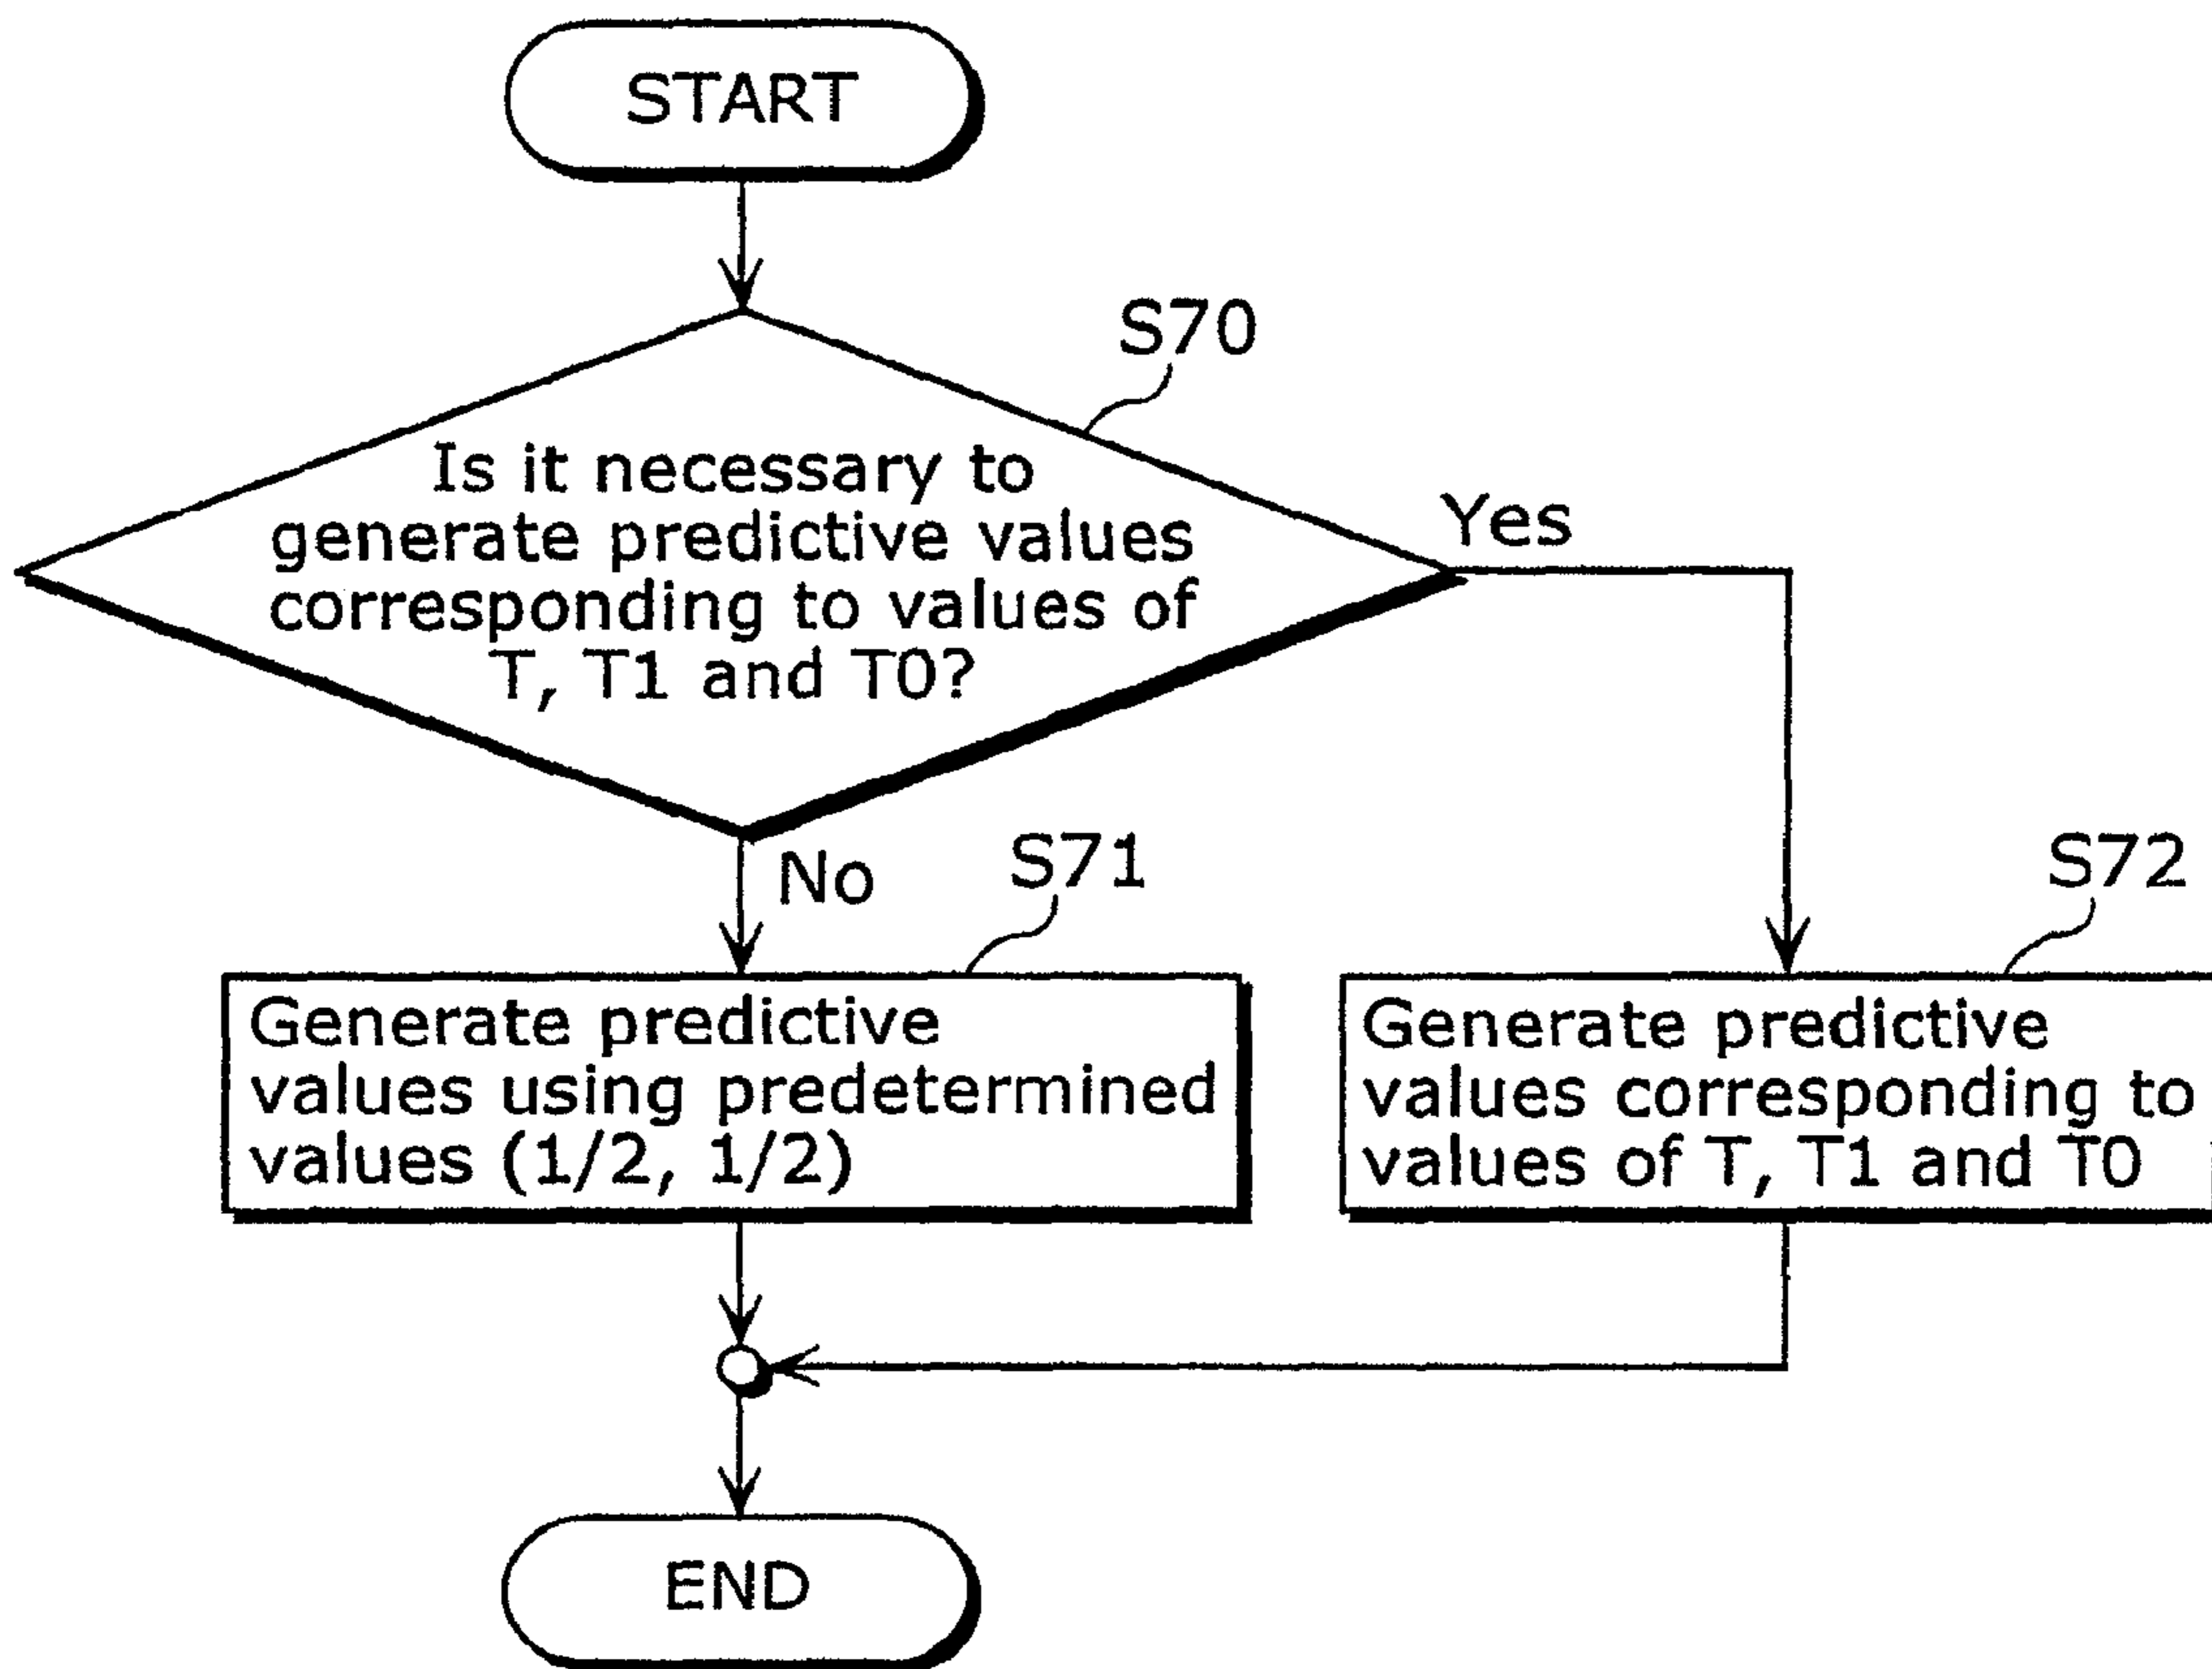 START
S70
Is it necessary to
generate predictive values
corresponding to values of
T, T1 and T0?
Yes
No
S71
S72
Generate predictive
values using predetermined
values (1/2, 1/2)
Generate predictive
values corresponding to
values of T, T1 and T0
END